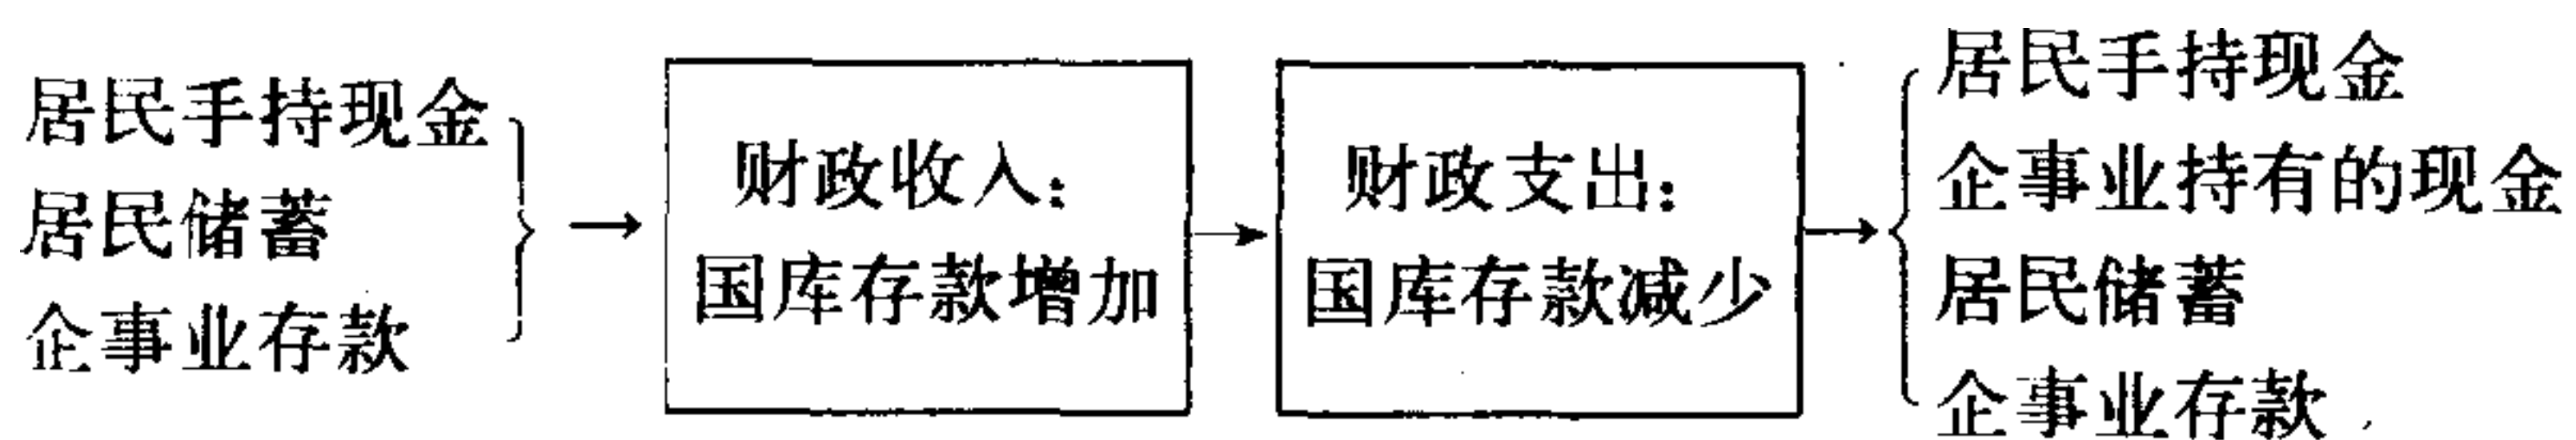 居民手持现金
居民储蓄
企事业存款
财政收入：
国库存款增加
财政支出：
国库存款减少
居民手持现金
企事业持有的现金
居民储蓄
企事业存款